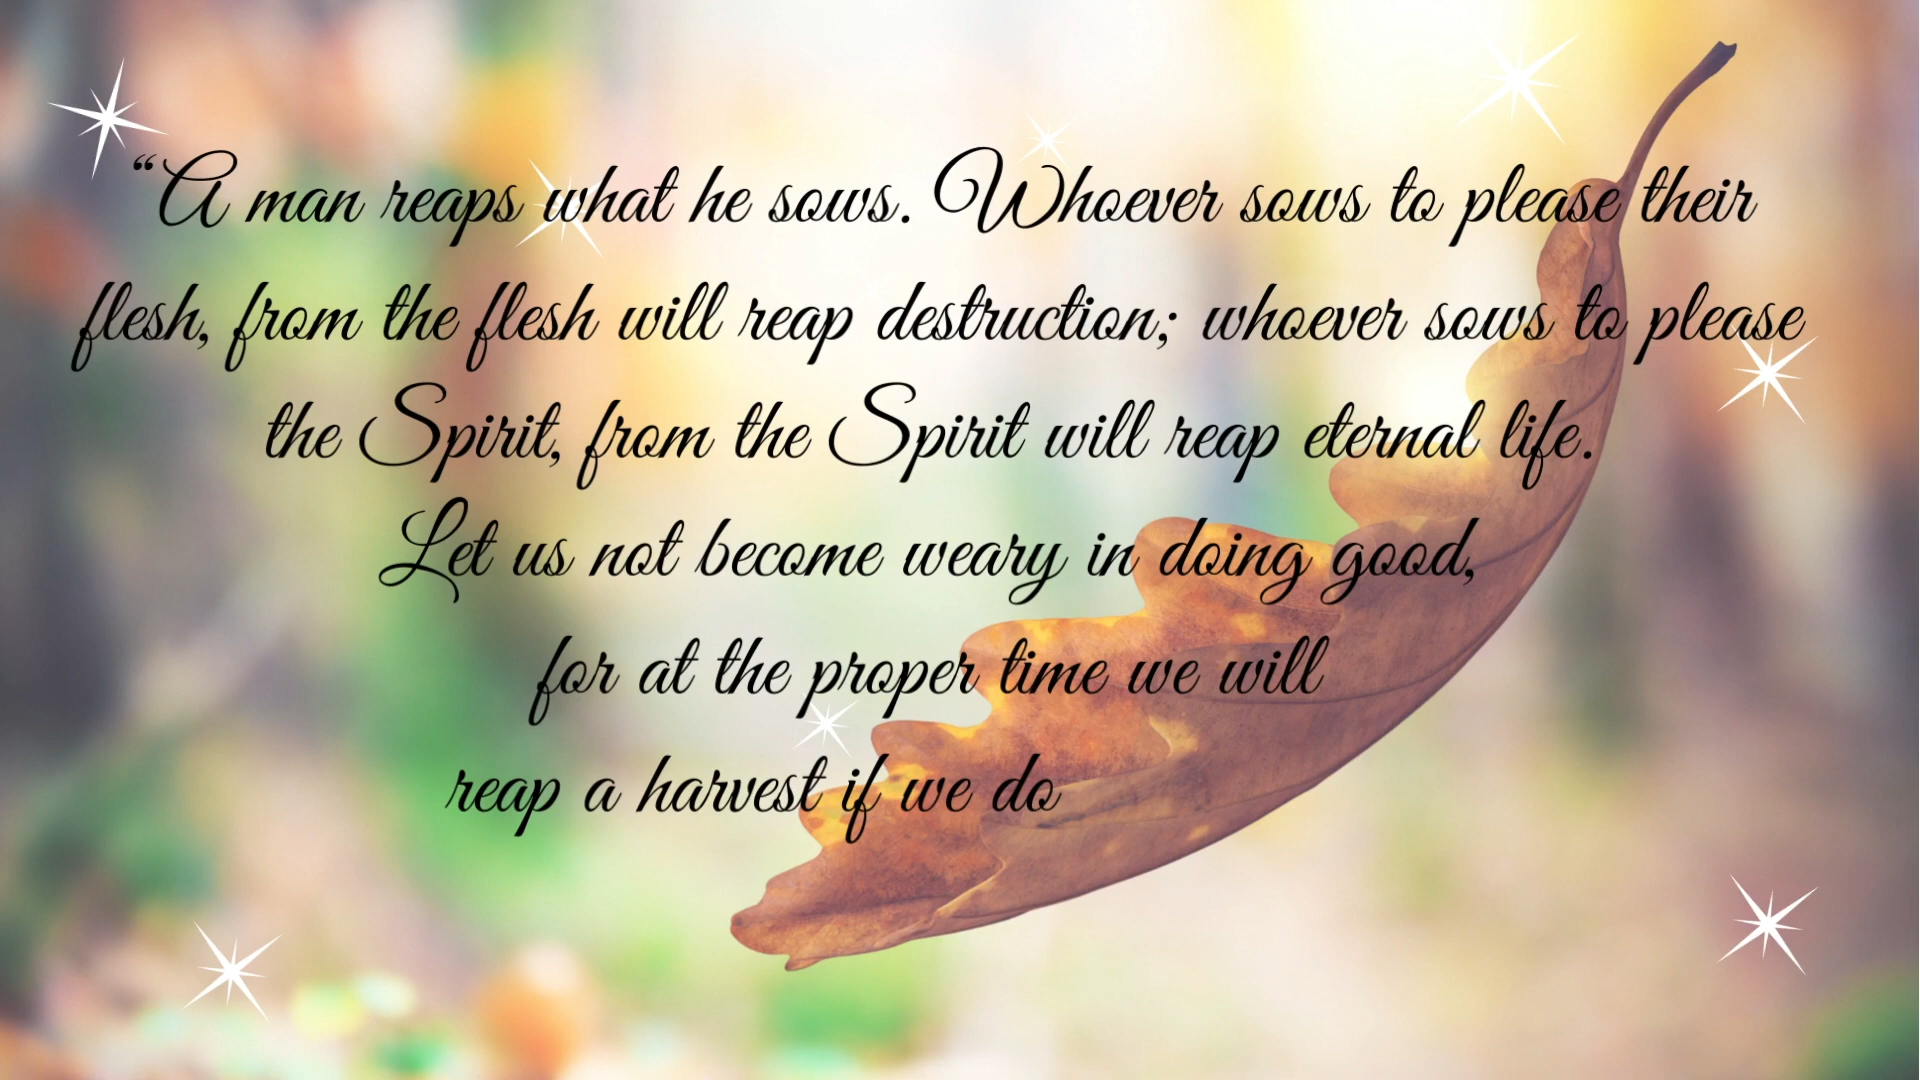 “A man reaps what he sows. Whoever sows to please their
flesh, from the flesh will reap destruction; whoever sows to please
the Spirit, from the Spirit will reap eternal life.
Let us not become weary in doing good,
for at the proper time we will
reap a harvest if we do